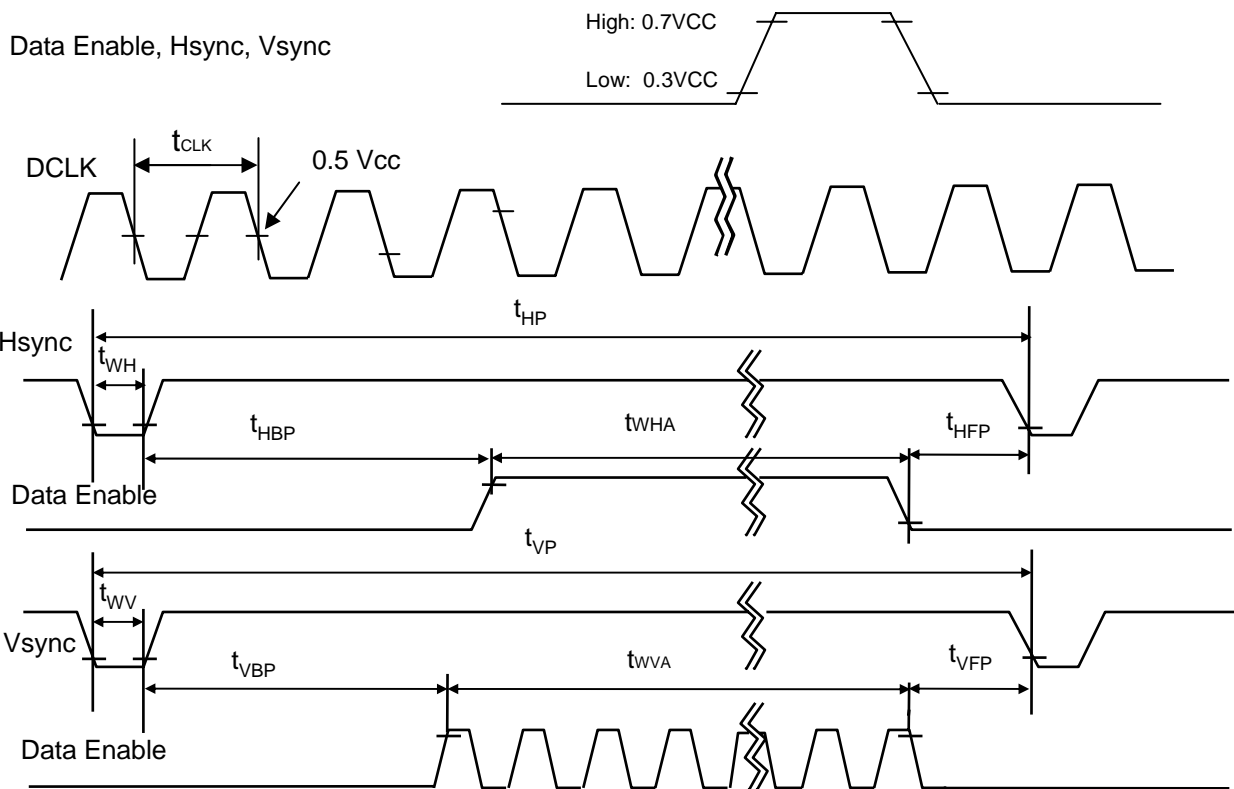 High: 0.7VCC
Data Enable, Hsync, Vsync
Low: 0.3VCC
tCLK
0.5 Vcc
DCLK
tHP
Hsync
tWH
tHBP
tWHA
tHFP
Data Enable
tVP
tWV
Vsync
tVBP
tWVA
tVFP
Data Enable